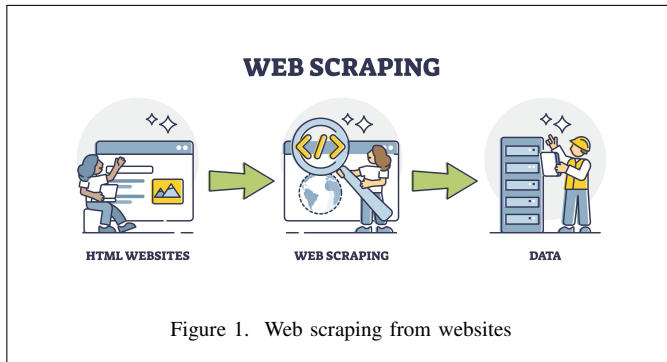 WEB SCRAPING
</>
HTML WEBSITES
WEB SCRAPING
DATA
Figure 1. Web scraping from websites